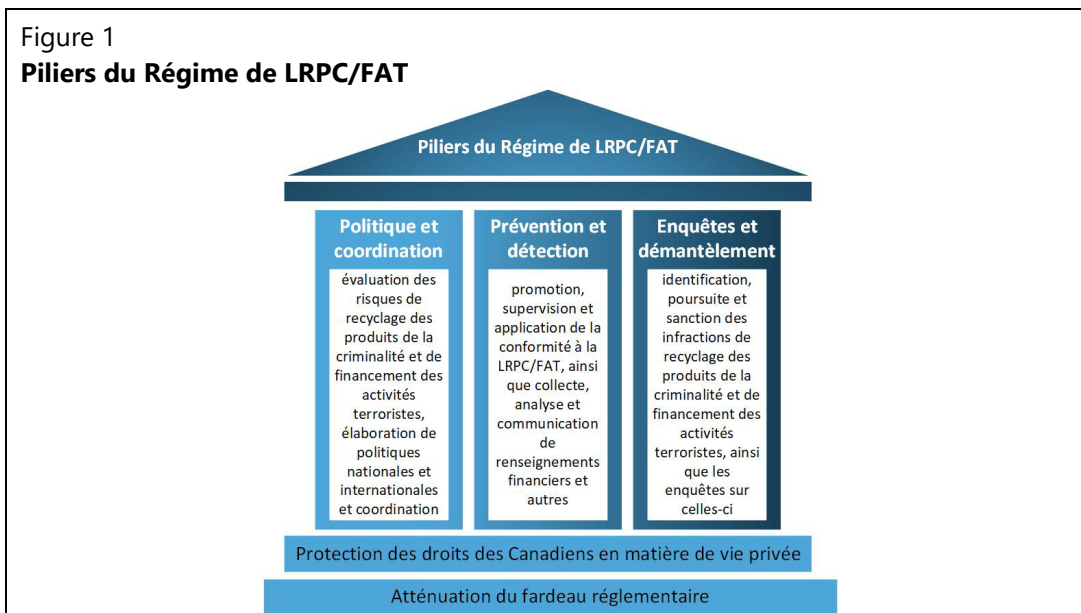 Figure 1
Piliers du Régime de LRPC/FAT
Piliers du Régime de LRPC/FAT
Politique et
coordination
évaluation des
risques de
recyclage des
produits de la
criminalité et de
financement des
activités
terroristes,
élaboration de
politiques
nationales et
internationales
et coordination
Prévention et
détection
promotion,
supervision et
application de la
conformité à la
LRPC/FAT, ainsi
que collecte,
analyse et
communication
de
renseignements
financiers et
autres
Enquêtes et
démantèlement
identification,
poursuite et
sanction des
infractions de
recyclage des
produits de la
criminalité et de
financement des
activités
terroristes, ainsi
que les
enquêtes sur
celles-ci
Protection des droits des Canadiens en matière de vie privée
Atténuation du fardeau réglementaire